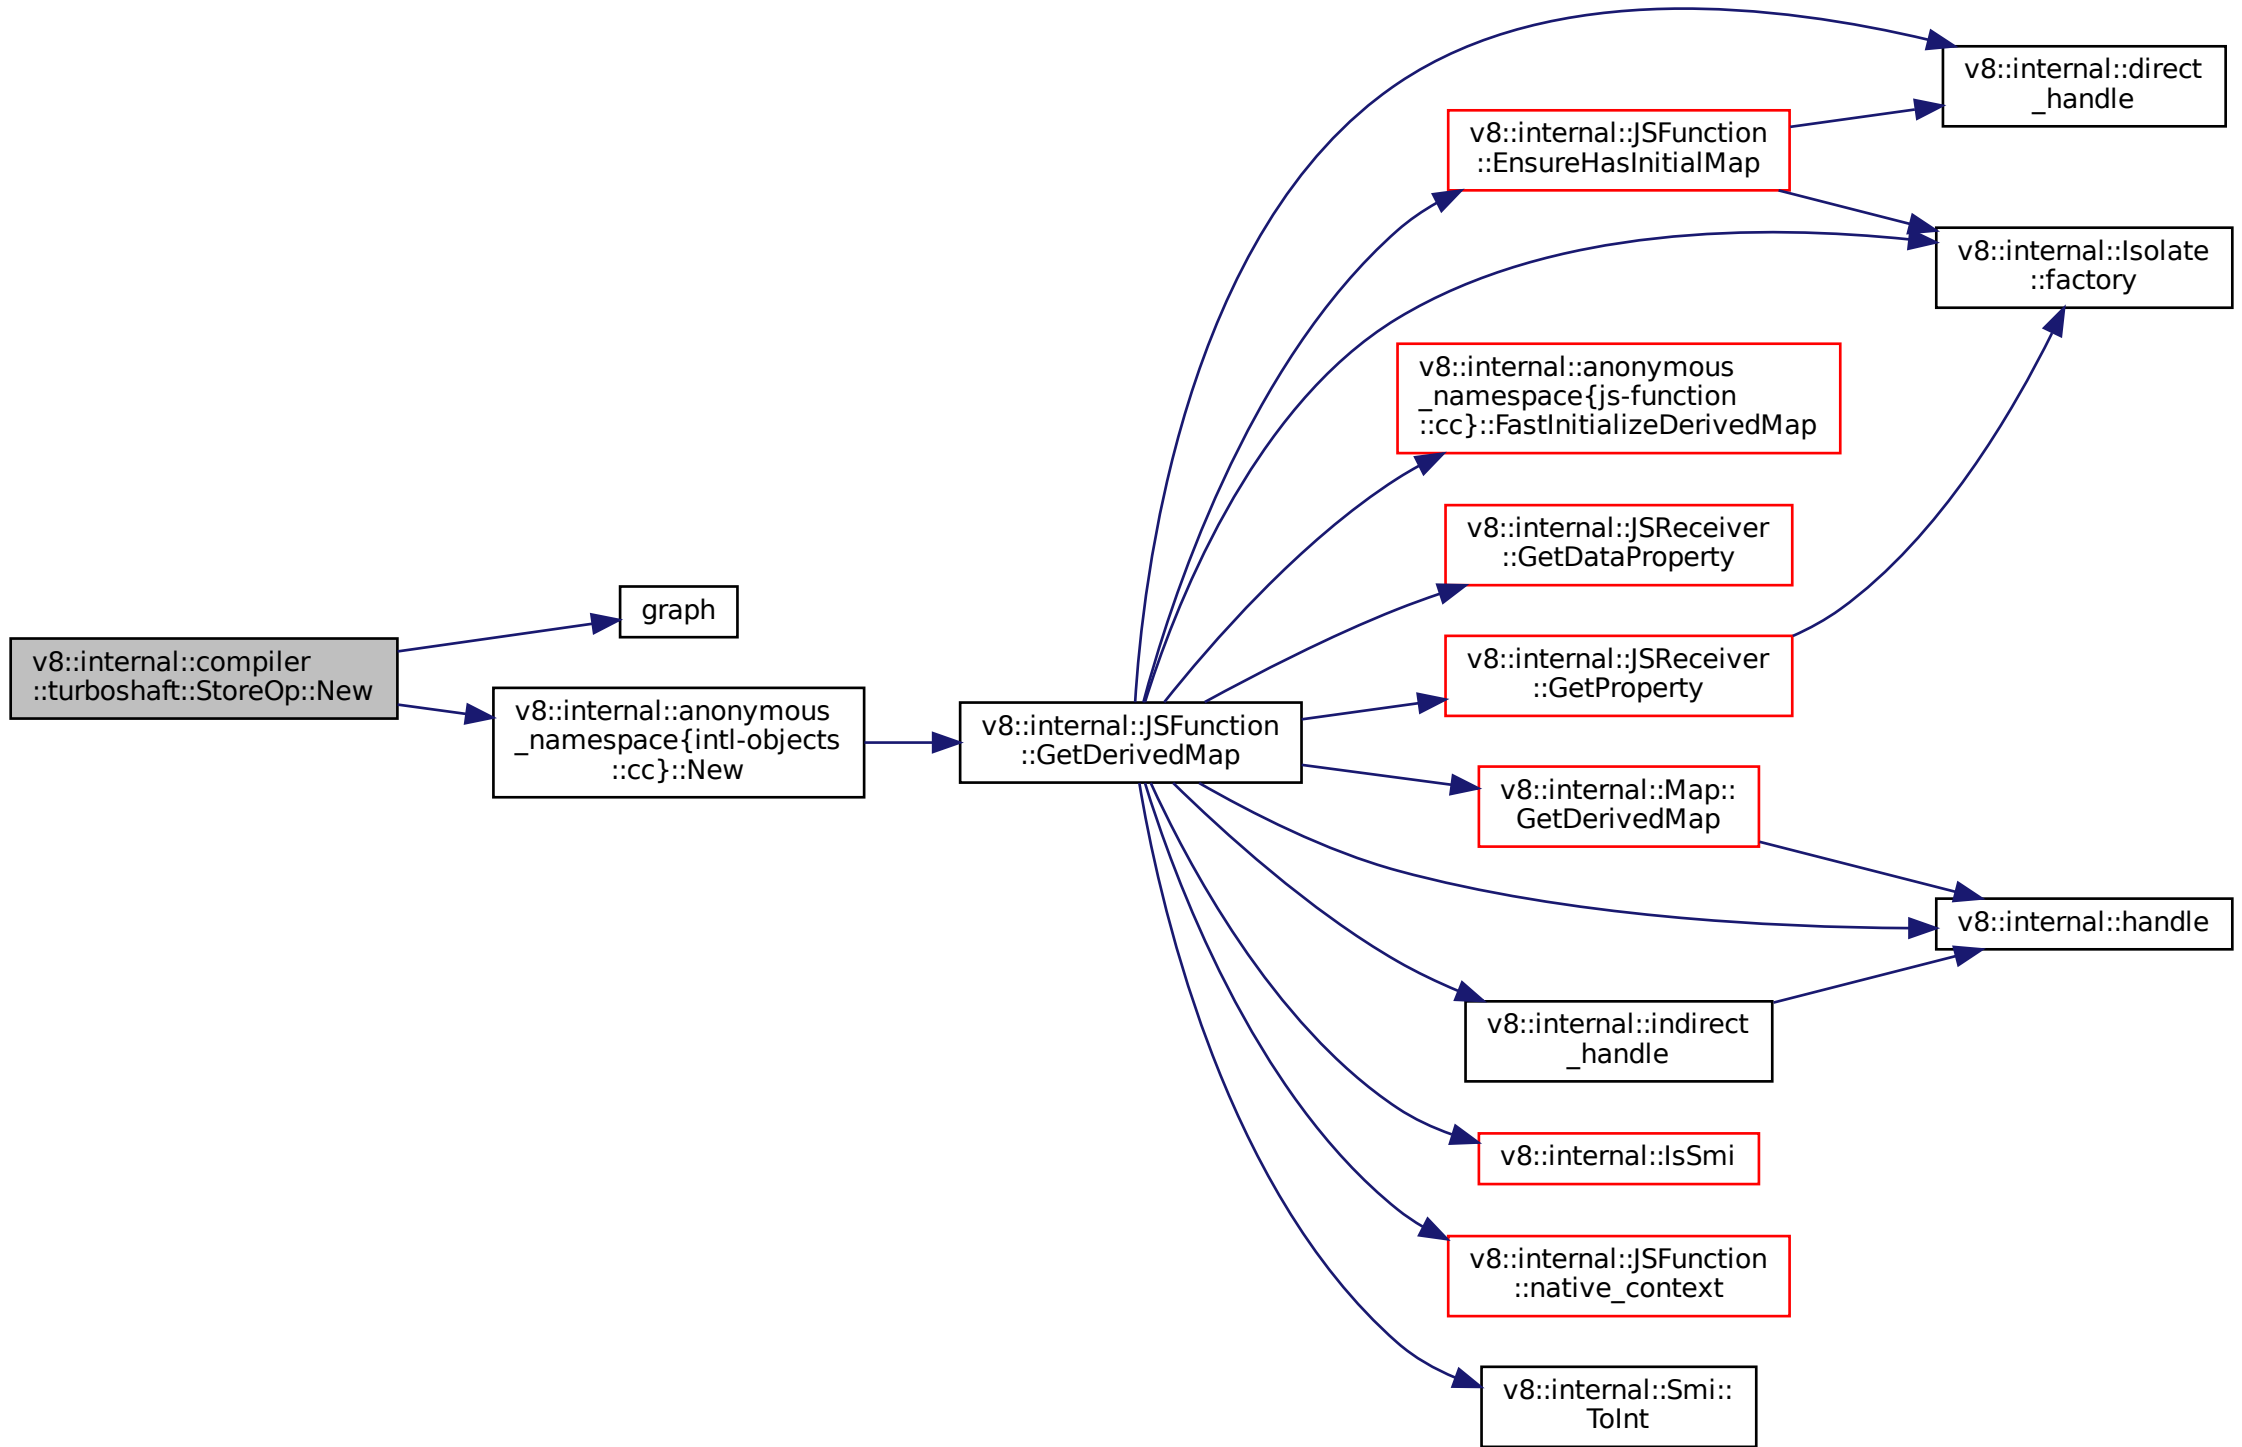 v8::internal::compiler
::turboshaft::StoreOp::New
graph
v8::internal::anonymous
_namespace{intl-objects
::cc}::New
v8::internal::JSFunction
::GetDerivedMap
v8::internal::direct
_handle
v8::internal::JSFunction
::EnsureHasInitialMap
v8::internal::Isolate
::factory
v8::internal::anonymous
_namespace{js-function
::cc}::FastInitializeDerivedMap
v8::internal::JSReceiver
::GetDataProperty
v8::internal::JSReceiver
::GetProperty
v8::internal::Map::
GetDerivedMap
v8::internal::handle
v8::internal::indirect
_handle
v8::internal::IsSmi
v8::internal::JSFunction
::native_context
v8::internal::Smi::
ToInt